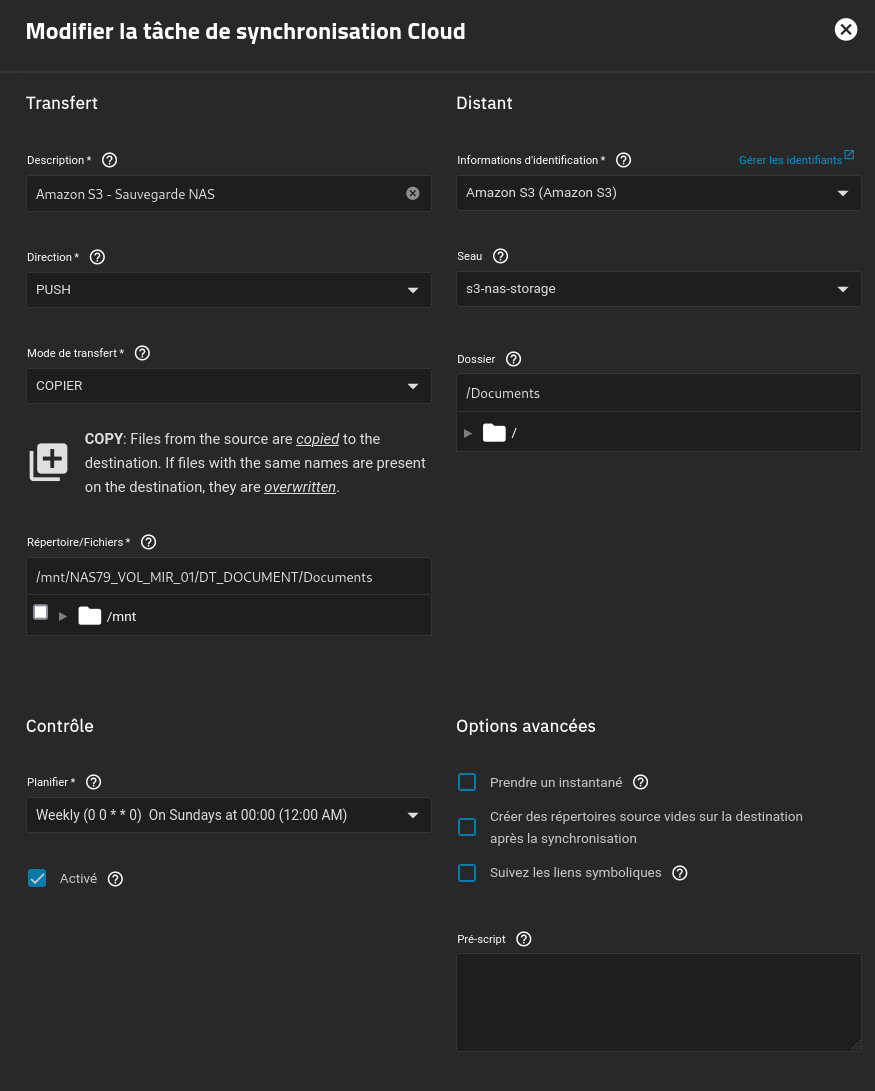 Modifier la tâche de synchronisation Cloud
Transfert
Description *
Amazon S3 - Sauvegarde NAS
Direction *
PUSH
Mode de transfert *
COPIER
COPY: Files from the source are copied to the
destination. If files with the same names are present
on the destination, they are overwritten.
Répertoire/Fichiers *
/mnt/NAS79_VOL_MIR_01/DT_DOCUMENT/Documents
/mnt
Distant
Informations d'identification *
Gérer les identifiants
Amazon S3 (Amazon S3)
Seau
s3-nas-storage
Dossier
/Documents
/
Contrôle
Planifier *
Weekly (0 0 * * 0)  On Sundays at 00:00 (12:00 AM)
Activé
Options avancées
Prendre un instantané
Créer des répertoires source vides sur la destination
après la synchronisation
Suivez les liens symboliques
Pré-script